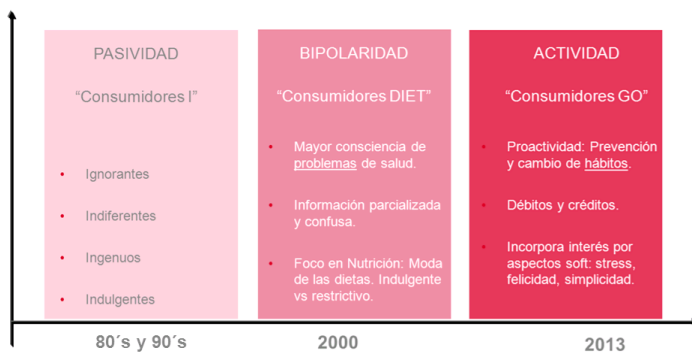 PASIVIDAD
“Consumidores I”
• Ignorantes
• Indiferentes
• Ingenuos
• Indulgentes
BIPOLARIDAD
“Consumidores DIET”
• Mayor consciencia de
problemas de salud.
• Información parcializada
y confusa.
• Foco en Nutrición: Moda
de las dietas. Indulgente
vs restrictivo.
ACTIVIDAD
“Consumidores GO”
• Proactividad: Prevención
y cambio de hábitos.
• Débitos y créditos.
• Incorpora interés por
aspectos soft: stress,
felicidad, simplicidad.
80´s y 90´s
2000
2013